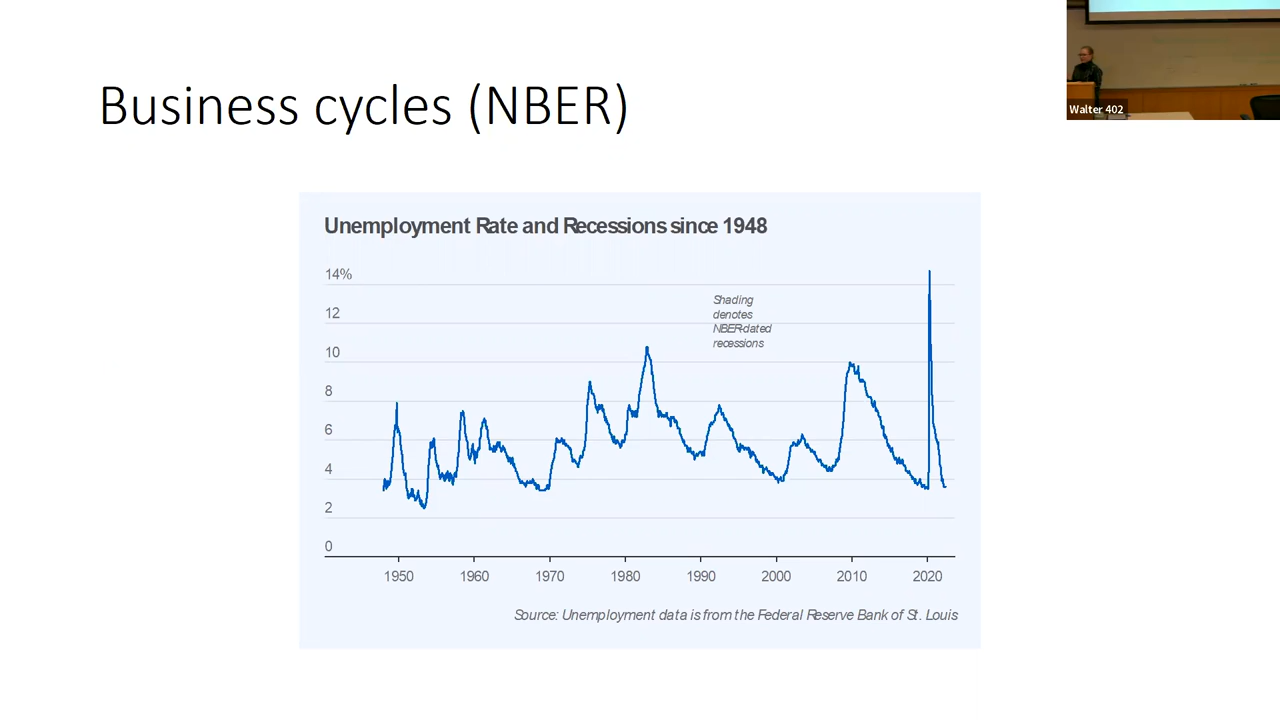 Business cycles (NBER)
Walter 402
Unemployment Rate and Recessions since 1948
14%
12
10
8
6
4
2
0
Shading
denotes
NBER-dated
recessions
1950 1960 1970 1980 1990 2000 2010 2020
Source: Unemployment data is from the Federal Reserve Bank of St. Louis